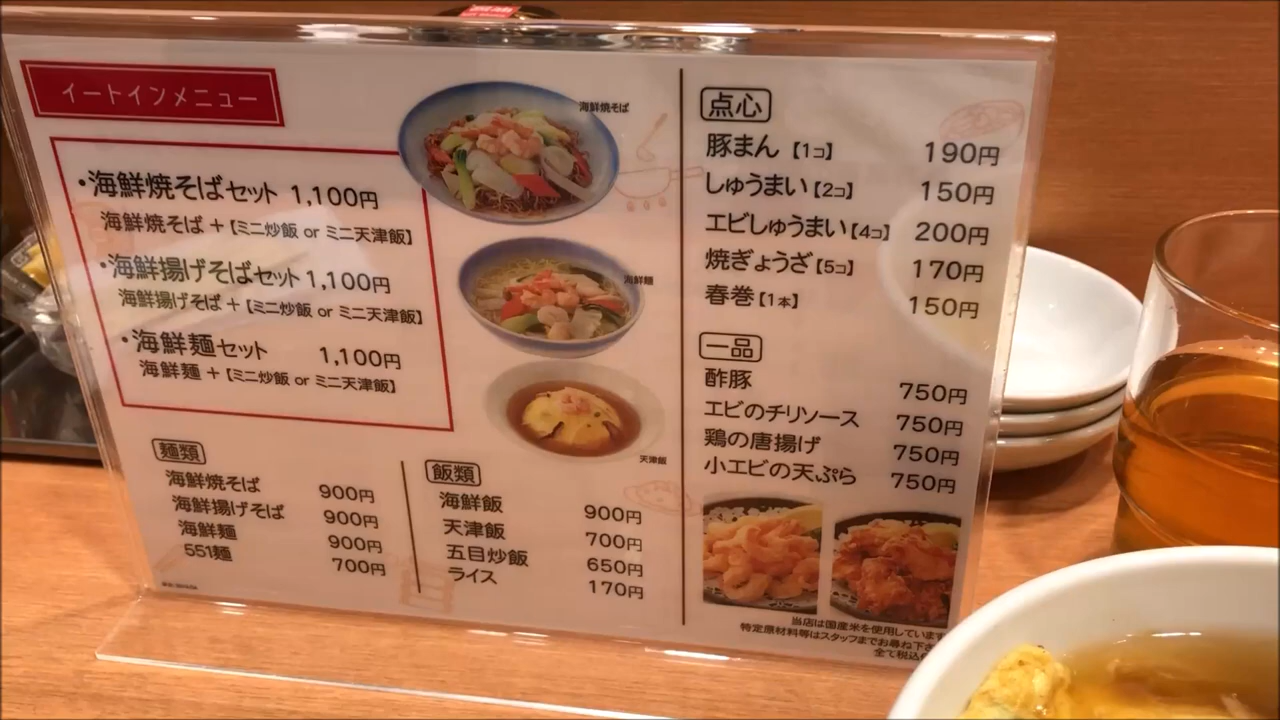 イートインメニュー
・海鮮焼そばセット 1,100円
海鮮焼そば+【ミニ炒飯 or ミニ天津飯】
・海鮮揚げそばセット 1,100円
海鮮揚げそば+【ミニ炒飯 or ミニ天津飯】
・海鮮麺セット 1,100円
海鮮麺+【ミニ炒飯 or ミニ天津飯】
海鮮焼そば
海鮮麺
天津飯
麺類
海鮮焼そば 900円
海鮮揚げそば 900円
海鮮麺 900円
551麺 700円
飯類
海鮮飯 900円
天津飯 700円
五目炒飯 650円
ライス 170円
点心
豚まん【1コ】 190円
しゅうまい【2コ】 150円
エビしゅうまい【4コ】 200円
焼ぎょうざ【5コ】 170円
春巻【1本】 150円
一品
酢豚 750円
エビのチリソース 750円
鶏の唐揚げ 750円
小エビの天ぷら 750円
当店は国産米を使用しています
特定原材料等はスタッフまでお尋ね下さ
全て税込